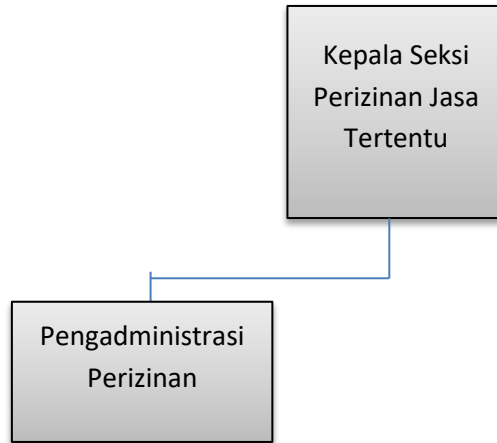 Kepala Seksi
Perizinan Jasa
Tertentu
Pengadministrasi
Perizinan